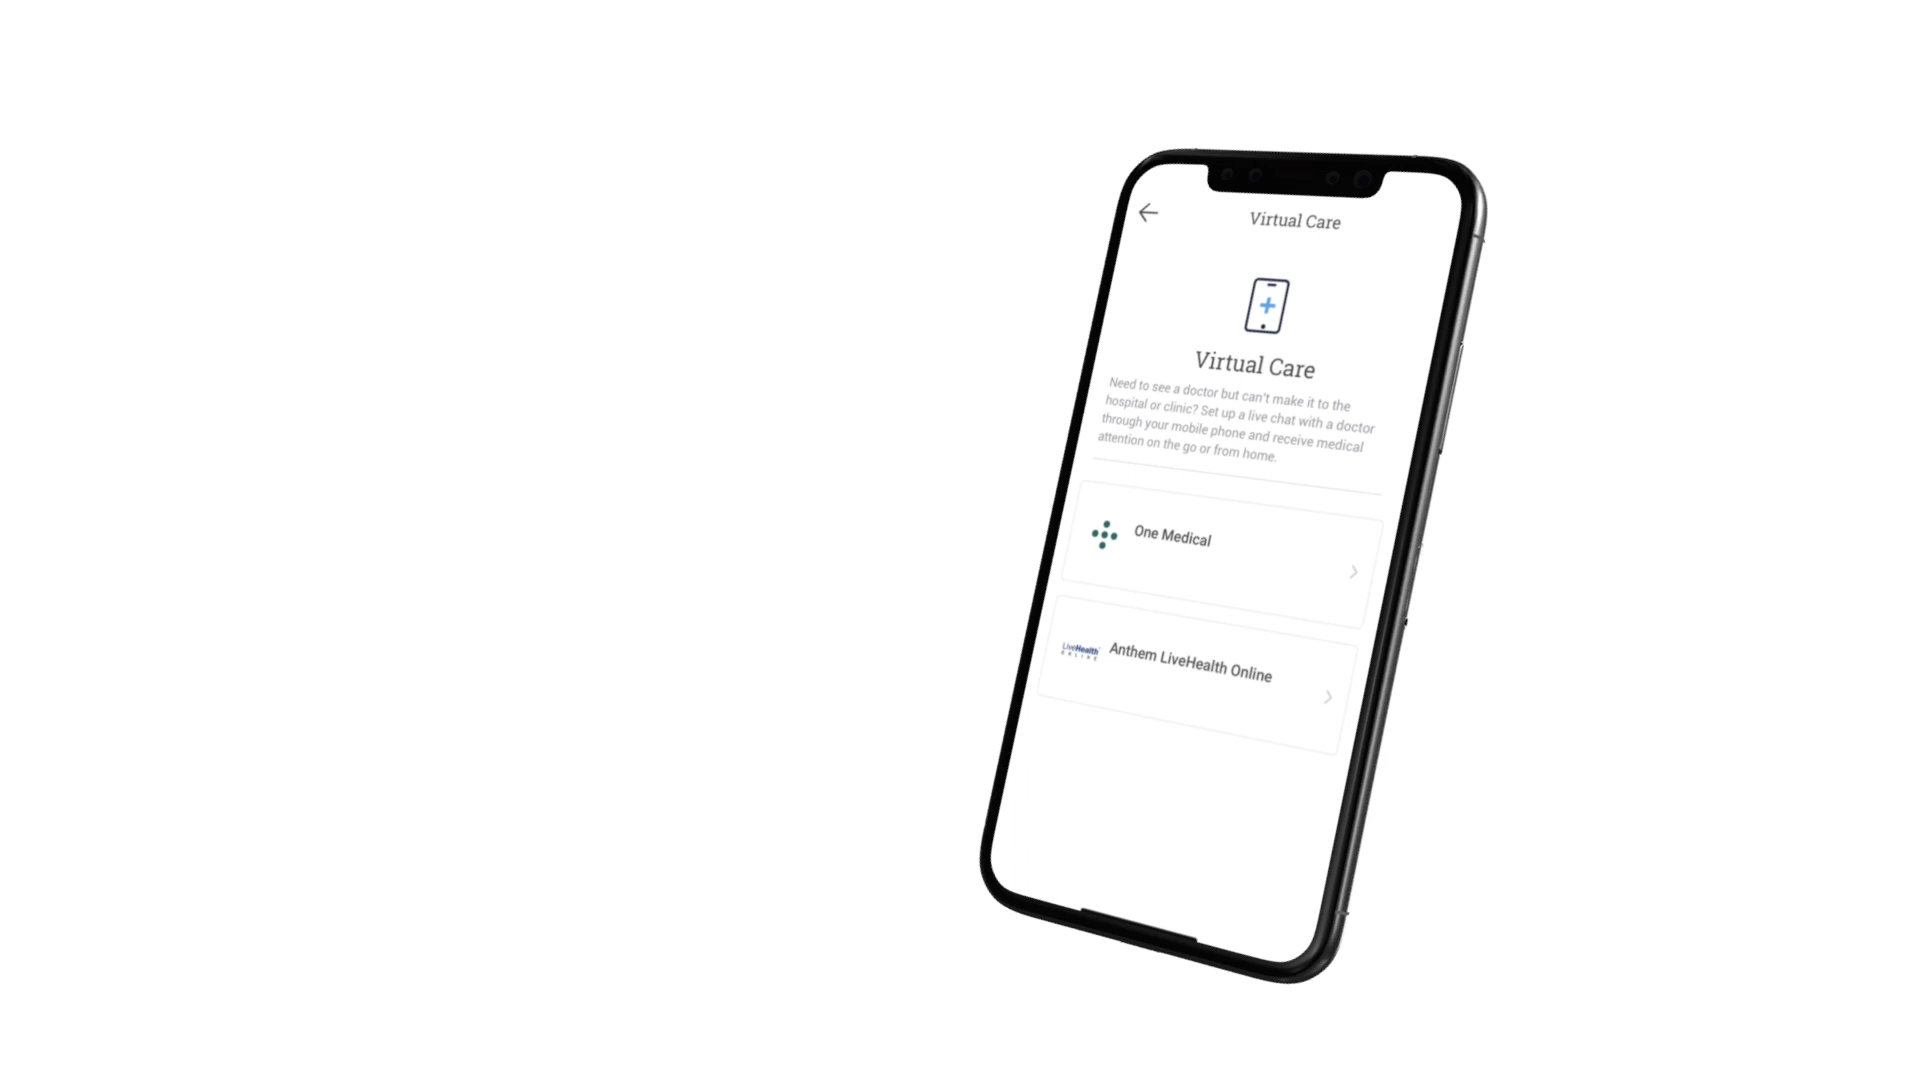 Virtual Care
Virtual Care
Need to see a doctor but can't make it to the
hospital or clinic? Set up a live chat with a doctor
through your mobile phone and receive medical
attention on the go or from home.
One Medical
LiveHealth
ONLINE
Anthem LiveHealth Online